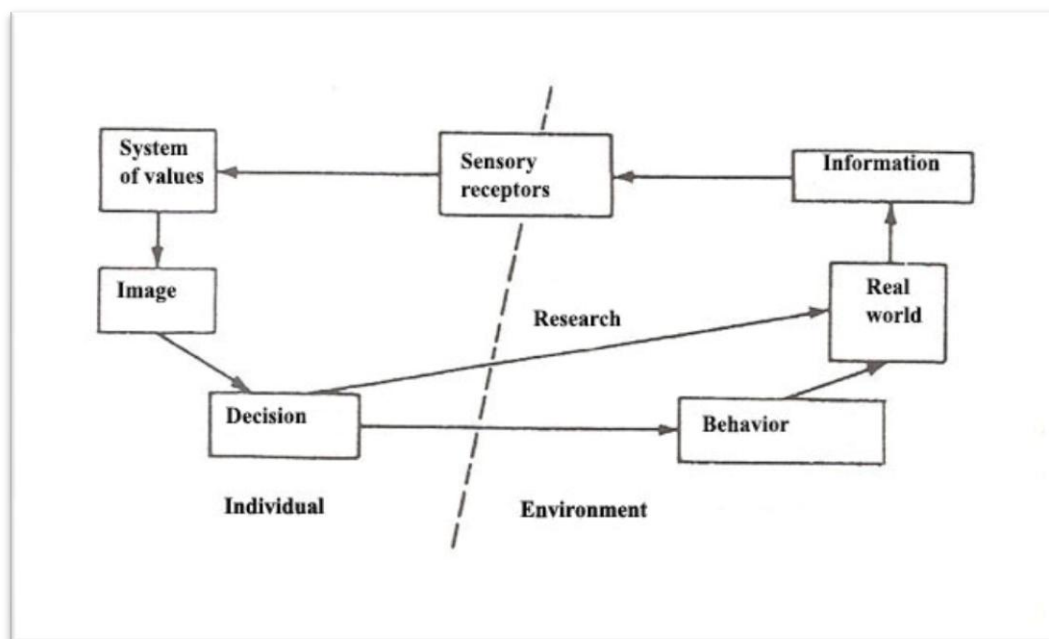 System
of values
Sensory
receptors
Information
Image
Real
world
Research
Decision
Behavior
Individual
Environment